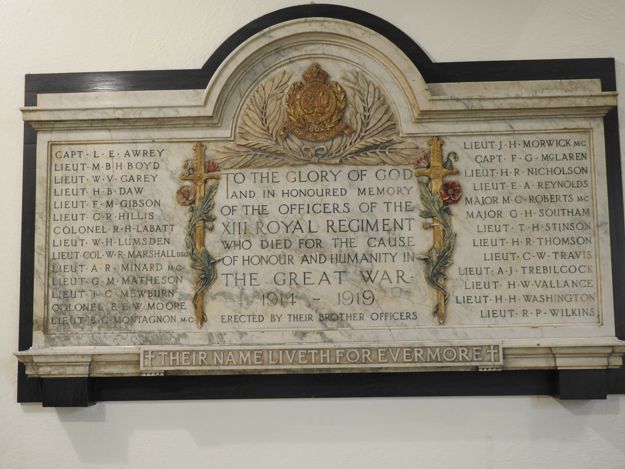 CAPT · L · E · AWREY
LIEUT · M · B · H · BOYD
LIEUT · W · V · CAREY
LIEUT · H · B · DAW
LIEUT · F · M · GIBSON
LIEUT · C · R · HILLIS
COLONEL · R · H · LABATT
LIEUT · W · H · LUMSDEN
LIEUT · COL · W · R · MARSHALL D.S.O.
LIEUT · A · R · MINARD M.C.
LIEUT · G · M · MATHESON
LIEUT · J · C · MEWBURN
COLONEL · E · E · W · MOORE
LIEUT · B · C · MONTAGNON M.C.
TO THE GLORY OF GOD
AND IN HONOURED MEMORY
OF THE OFFICERS OF THE
XIII ROYAL REGIMENT
WHO DIED FOR THE CAUSE
OF HONOUR AND HUMANITY IN
THE GREAT WAR
1914 – 1919
ERECTED BY THEIR BROTHER OFFICERS
LIEUT · J · H · MORWICK M.C.
CAPT · F · G · McLAREN
LIEUT · H · R · NICHOLSON
LIEUT · E · A · REYNOLDS
MAJOR · M · C · ROBERTS M.C.
MAJOR · G · H · SOUTHAM
LIEUT · T · H · STINSON
LIEUT · H · R · THOMSON
LIEUT · C · W · TRAVIS
LIEUT · A · J · TREBILCOCK
LIEUT · H · W · VALLANCE
LIEUT · H · H · WASHINGTON
LIEUT · R · P · WILKINS
THEIR NAME LIVETH FOR EVERMORE